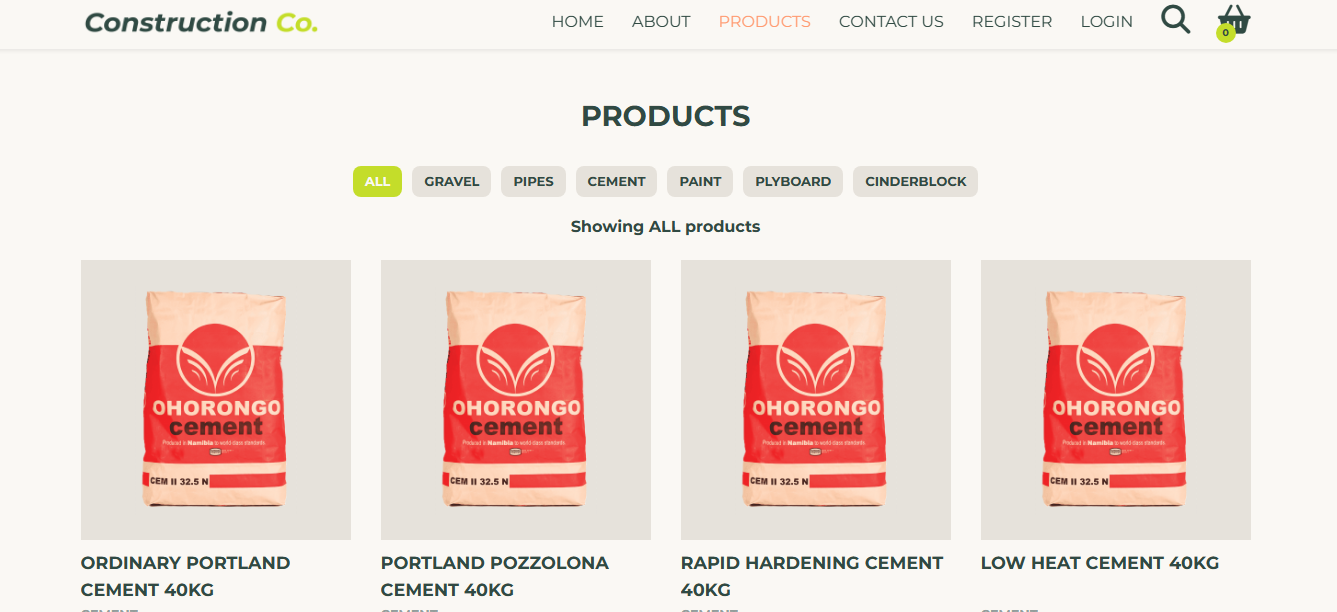 Construction Co.
HOME ABOUT PRODUCTS CONTACT US REGISTER LOGIN
0
PRODUCTS
ALL GRAVEL PIPES CEMENT PAINT PLYBOARD CINDERBLOCK
Showing ALL products
OHORONGO
cement
Produced in Namibia to world class standards.
CEM II 32.5 N
OHORONGO
cement
Produced in Namibia to world class standards.
CEM II 32.5 N
OHORONGO
cement
Produced in Namibia to world class standards.
CEM II 32.5 N
OHORONGO
cement
Produced in Namibia to world class standards.
CEM II 32.5 N
ORDINARY PORTLAND
CEMENT 40KG
CEMENT
PORTLAND POZZOLONA
CEMENT 40KG
CEMENT
RAPID HARDENING CEMENT
40KG
CEMENT
LOW HEAT CEMENT 40KG
CEMENT